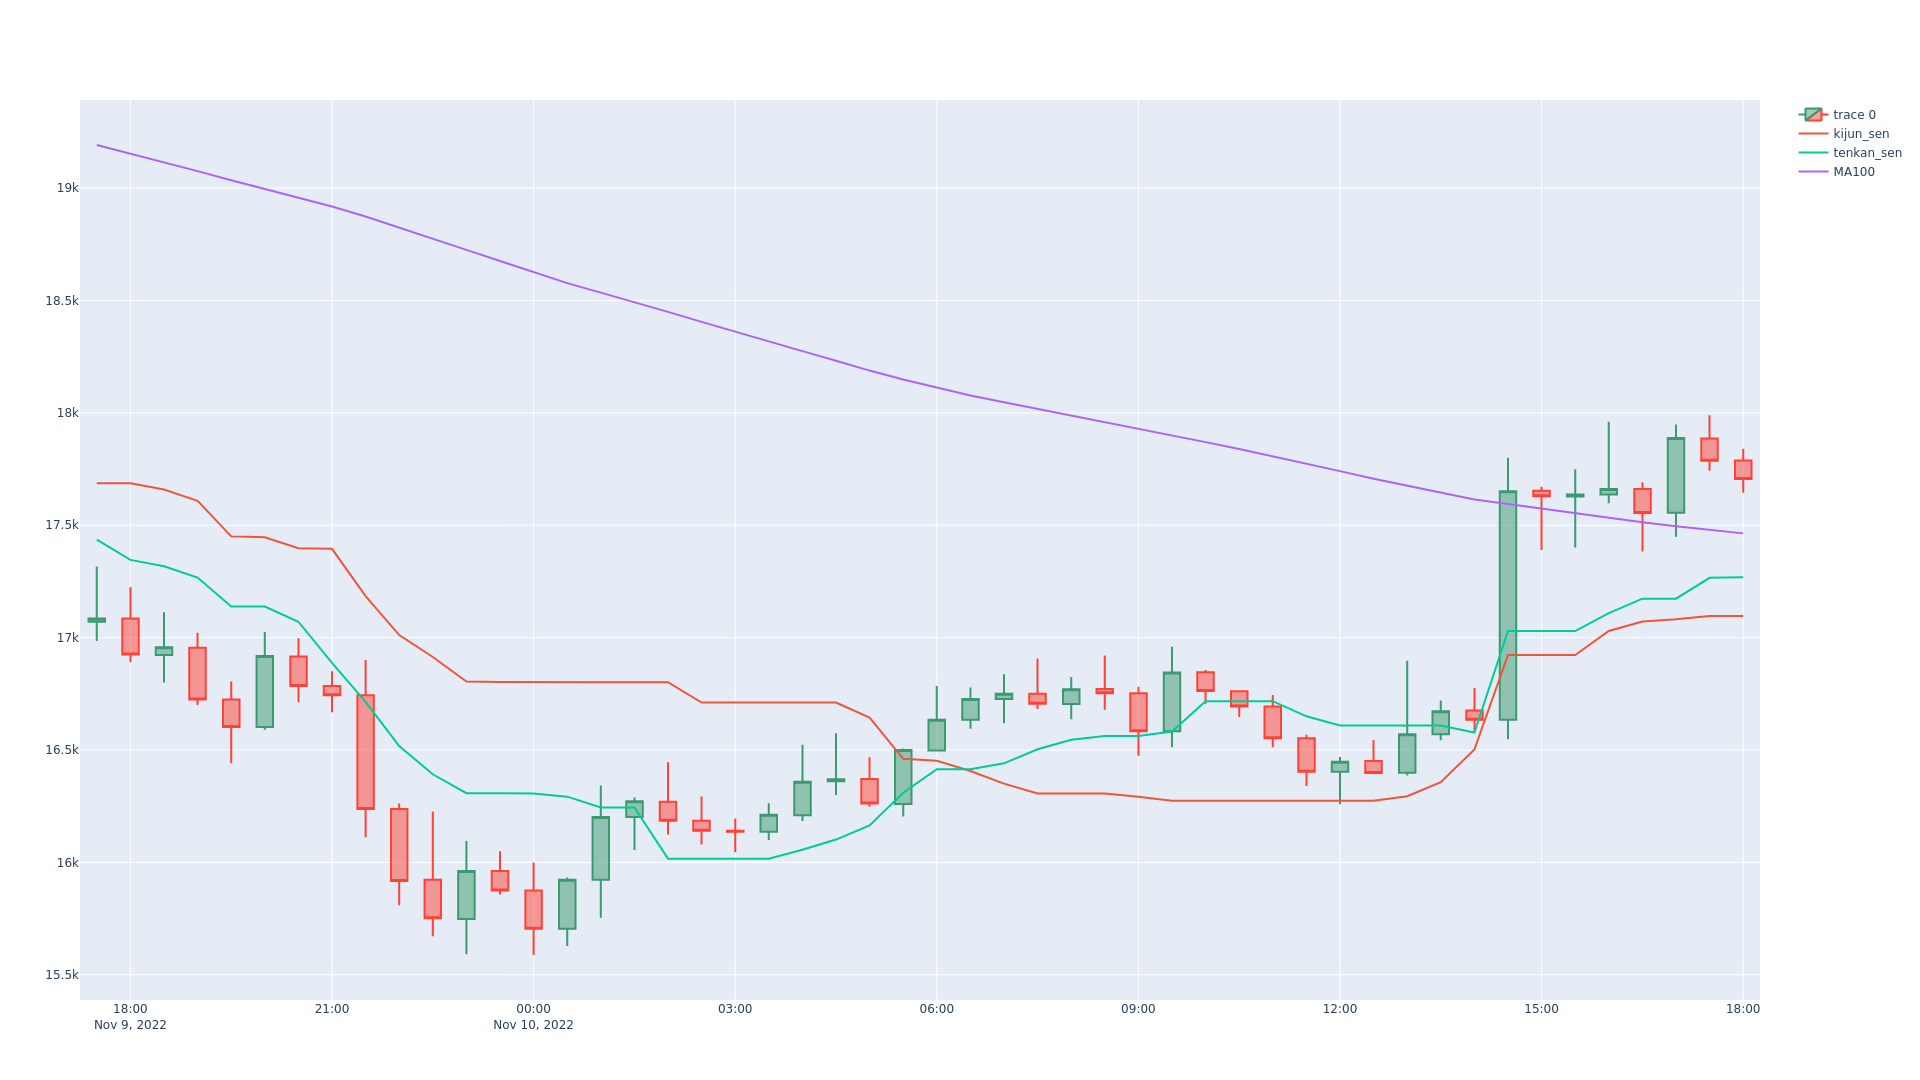 trace 0
kijun_sen
tenkan_sen
MA100
19k
18.5k
18k
17.5k
17k
16.5k
16k
15.5k
18:00 21:00 00:00 03:00 06:00 09:00 12:00 15:00 18:00
Nov 9, 2022 Nov 10, 2022